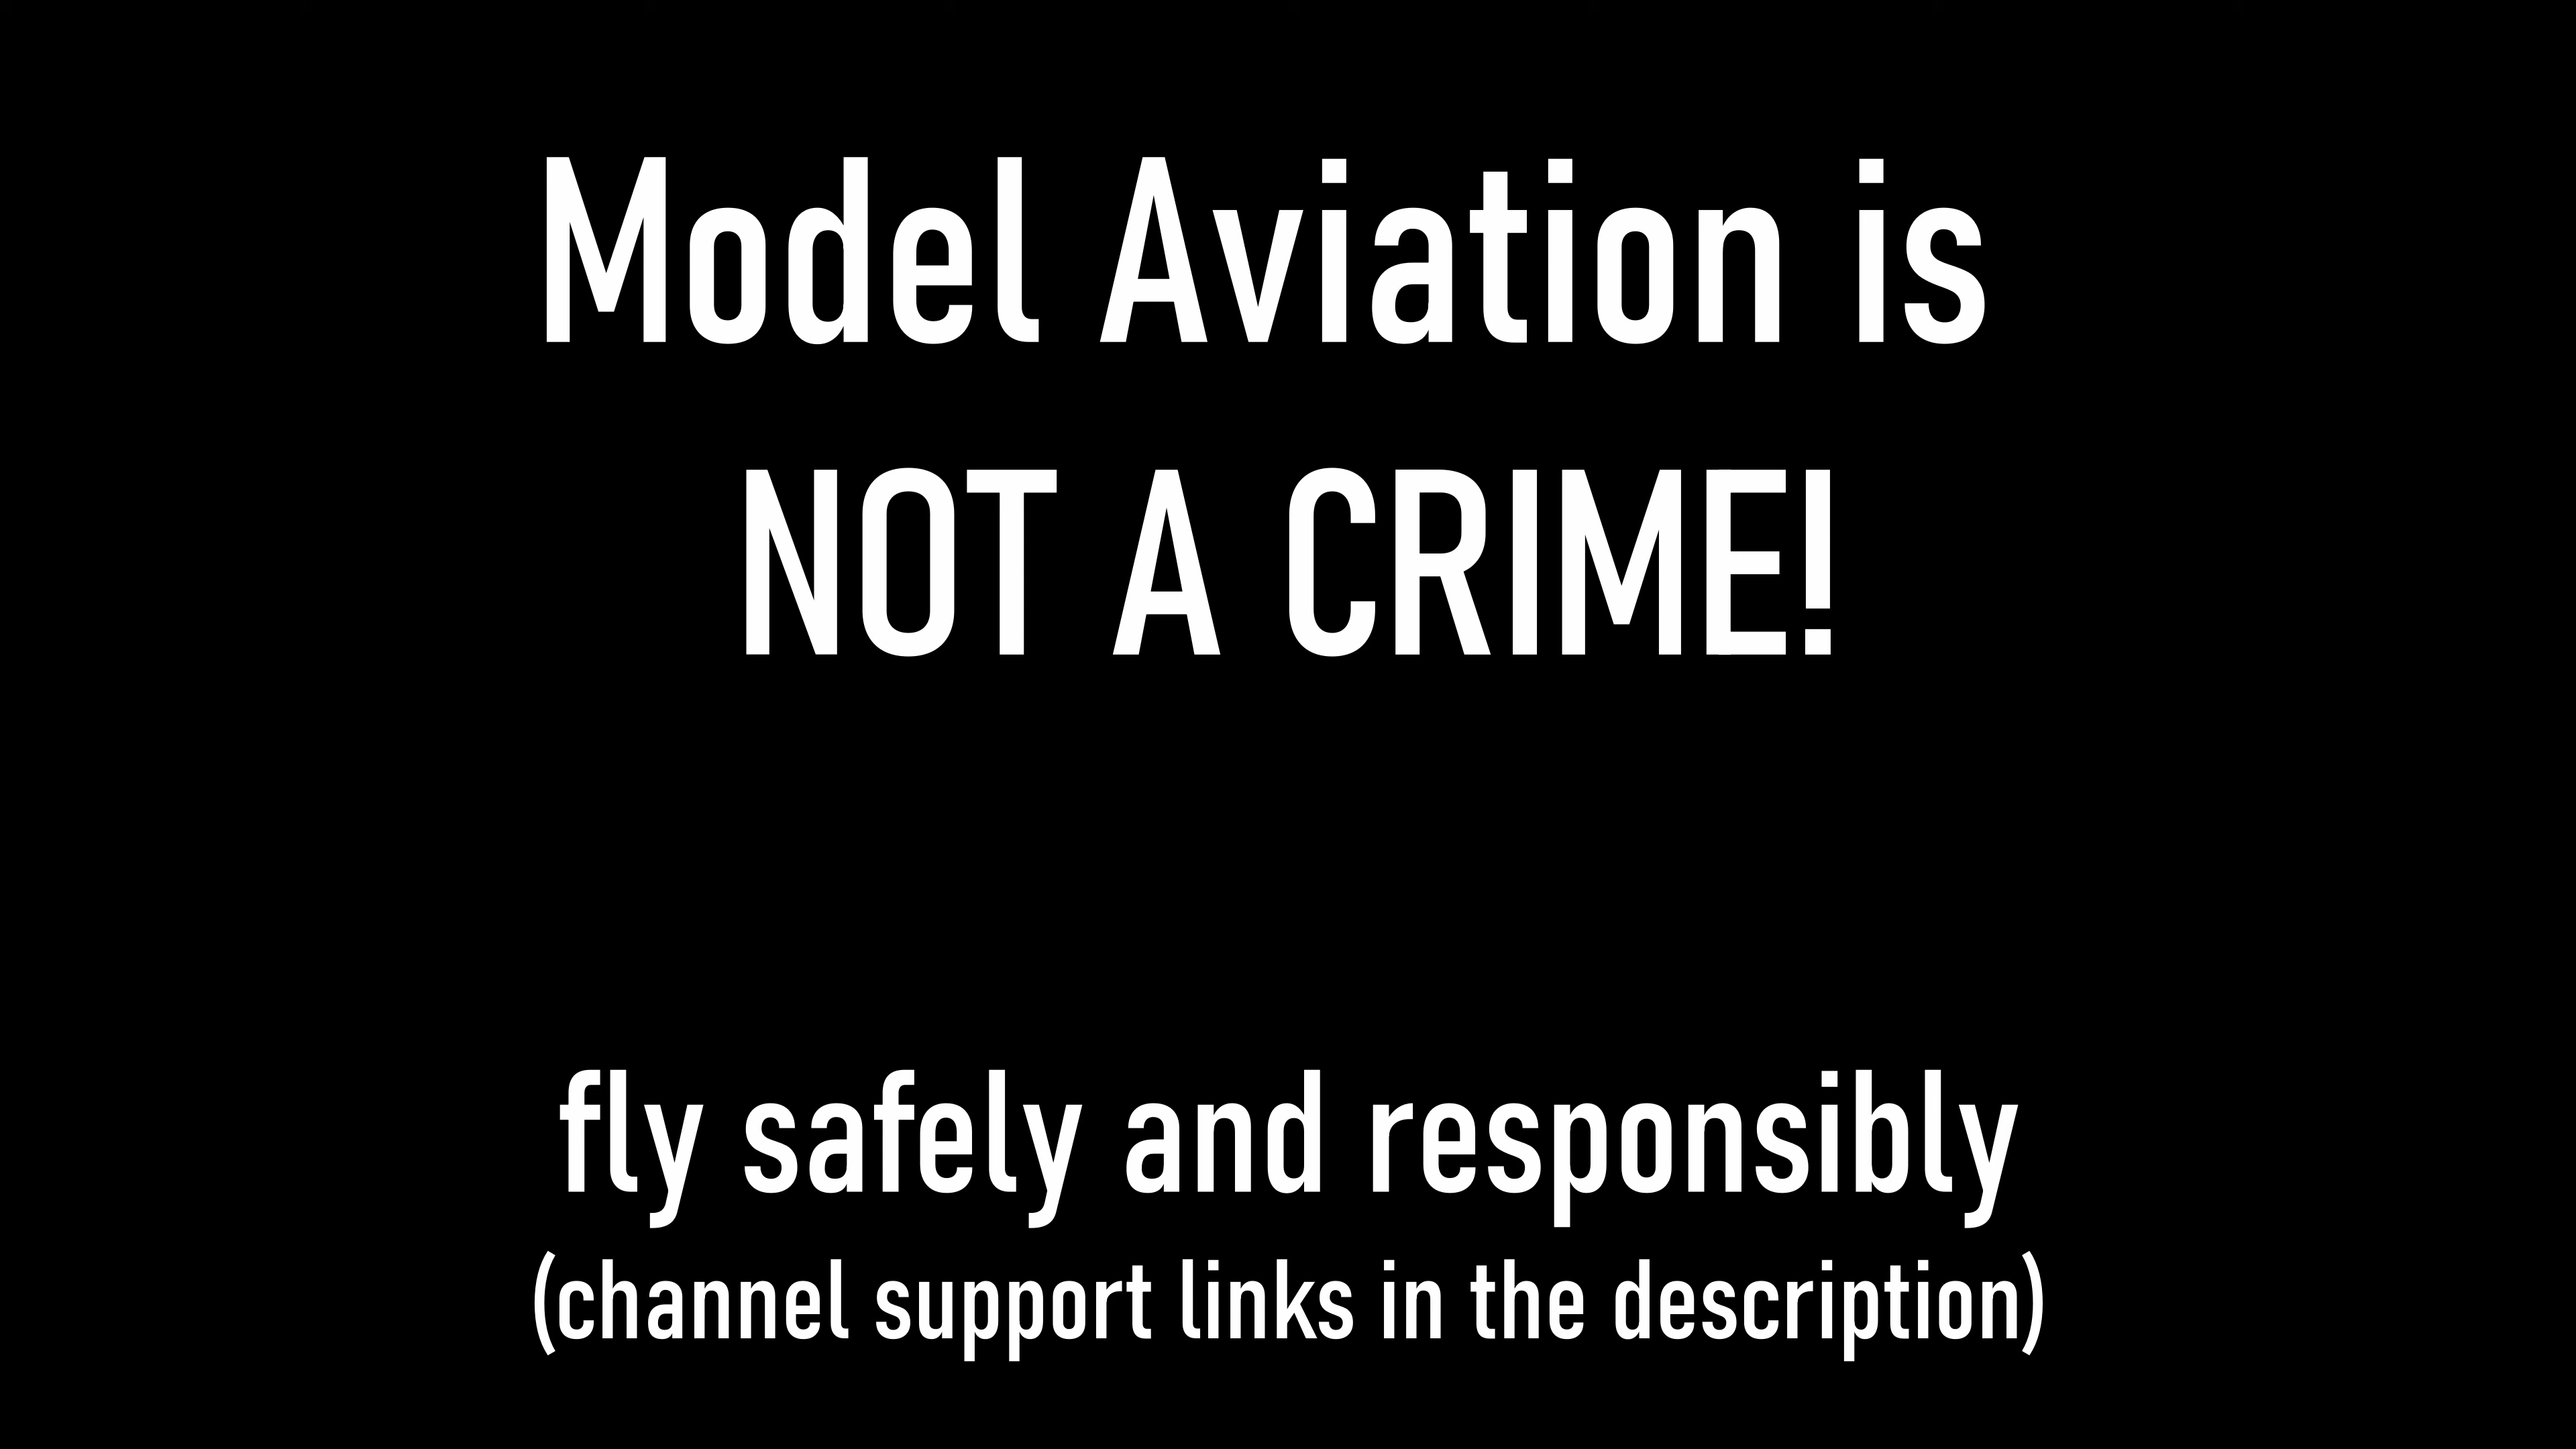 Model Aviation is
NOT A CRIME!
fly safely and responsibly
(channel support links in the description)